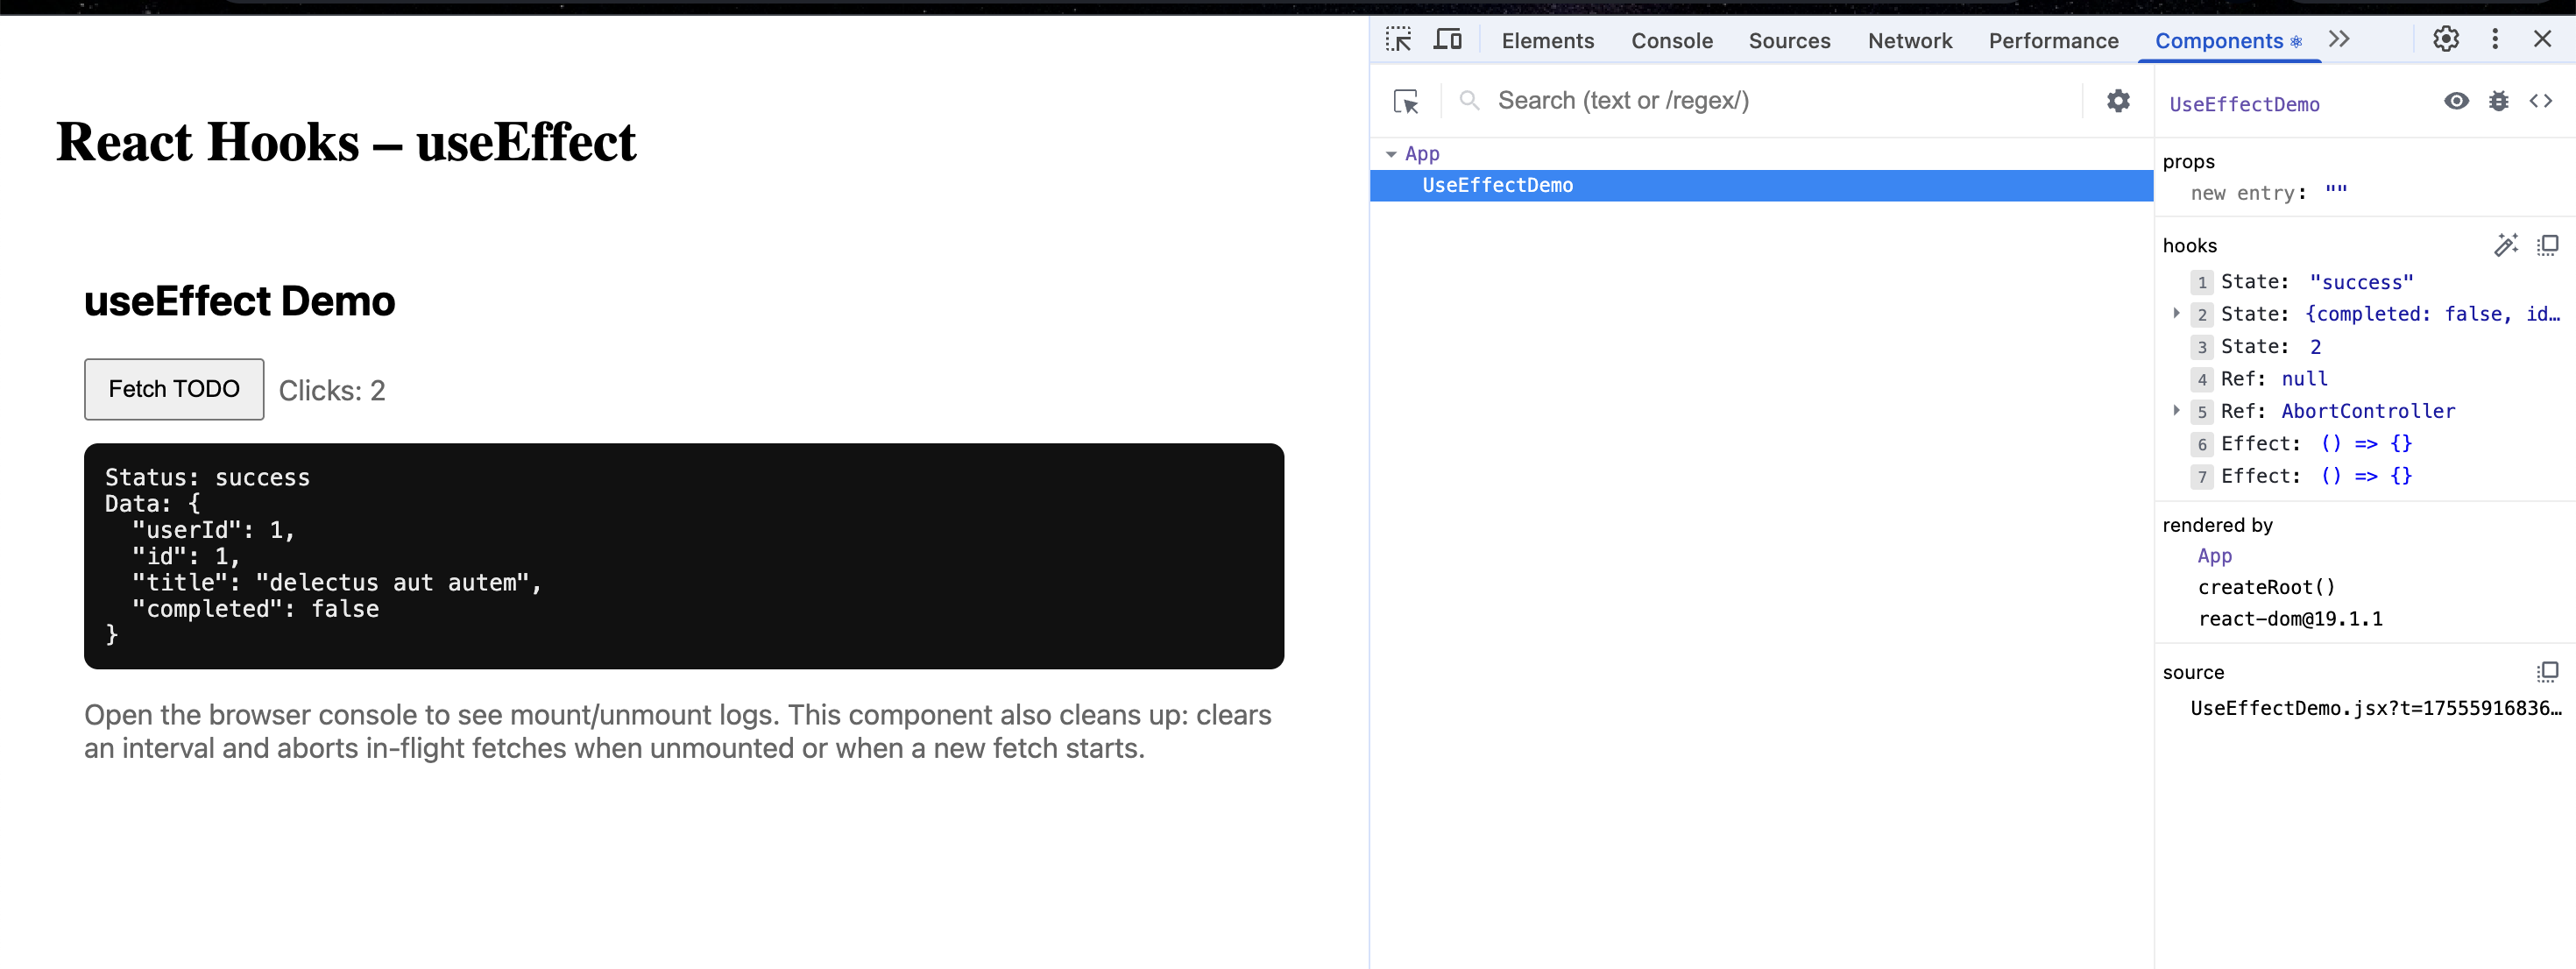 React Hooks – useEffect
useEffect Demo
Fetch TODO Clicks: 2
Status: success
Data: {
  "userId": 1,
  "id": 1,
  "title": "delectus aut autem",
  "completed": false
}
Open the browser console to see mount/unmount logs. This component also cleans up: clears
an interval and aborts in-flight fetches when unmounted or when a new fetch starts.
Elements Console Sources Network Performance Components
Search (text or /regex/)
App
UseEffectDemo
UseEffectDemo
props
new entry: ""
hooks
1 State: "success"
2 State: {completed: false, id…
3 State: 2
4 Ref: null
5 Ref: AbortController
6 Effect: () => {}
7 Effect: () => {}
rendered by
App
createRoot()
react-dom@19.1.1
source
UseEffectDemo.jsx?t=17555916836…